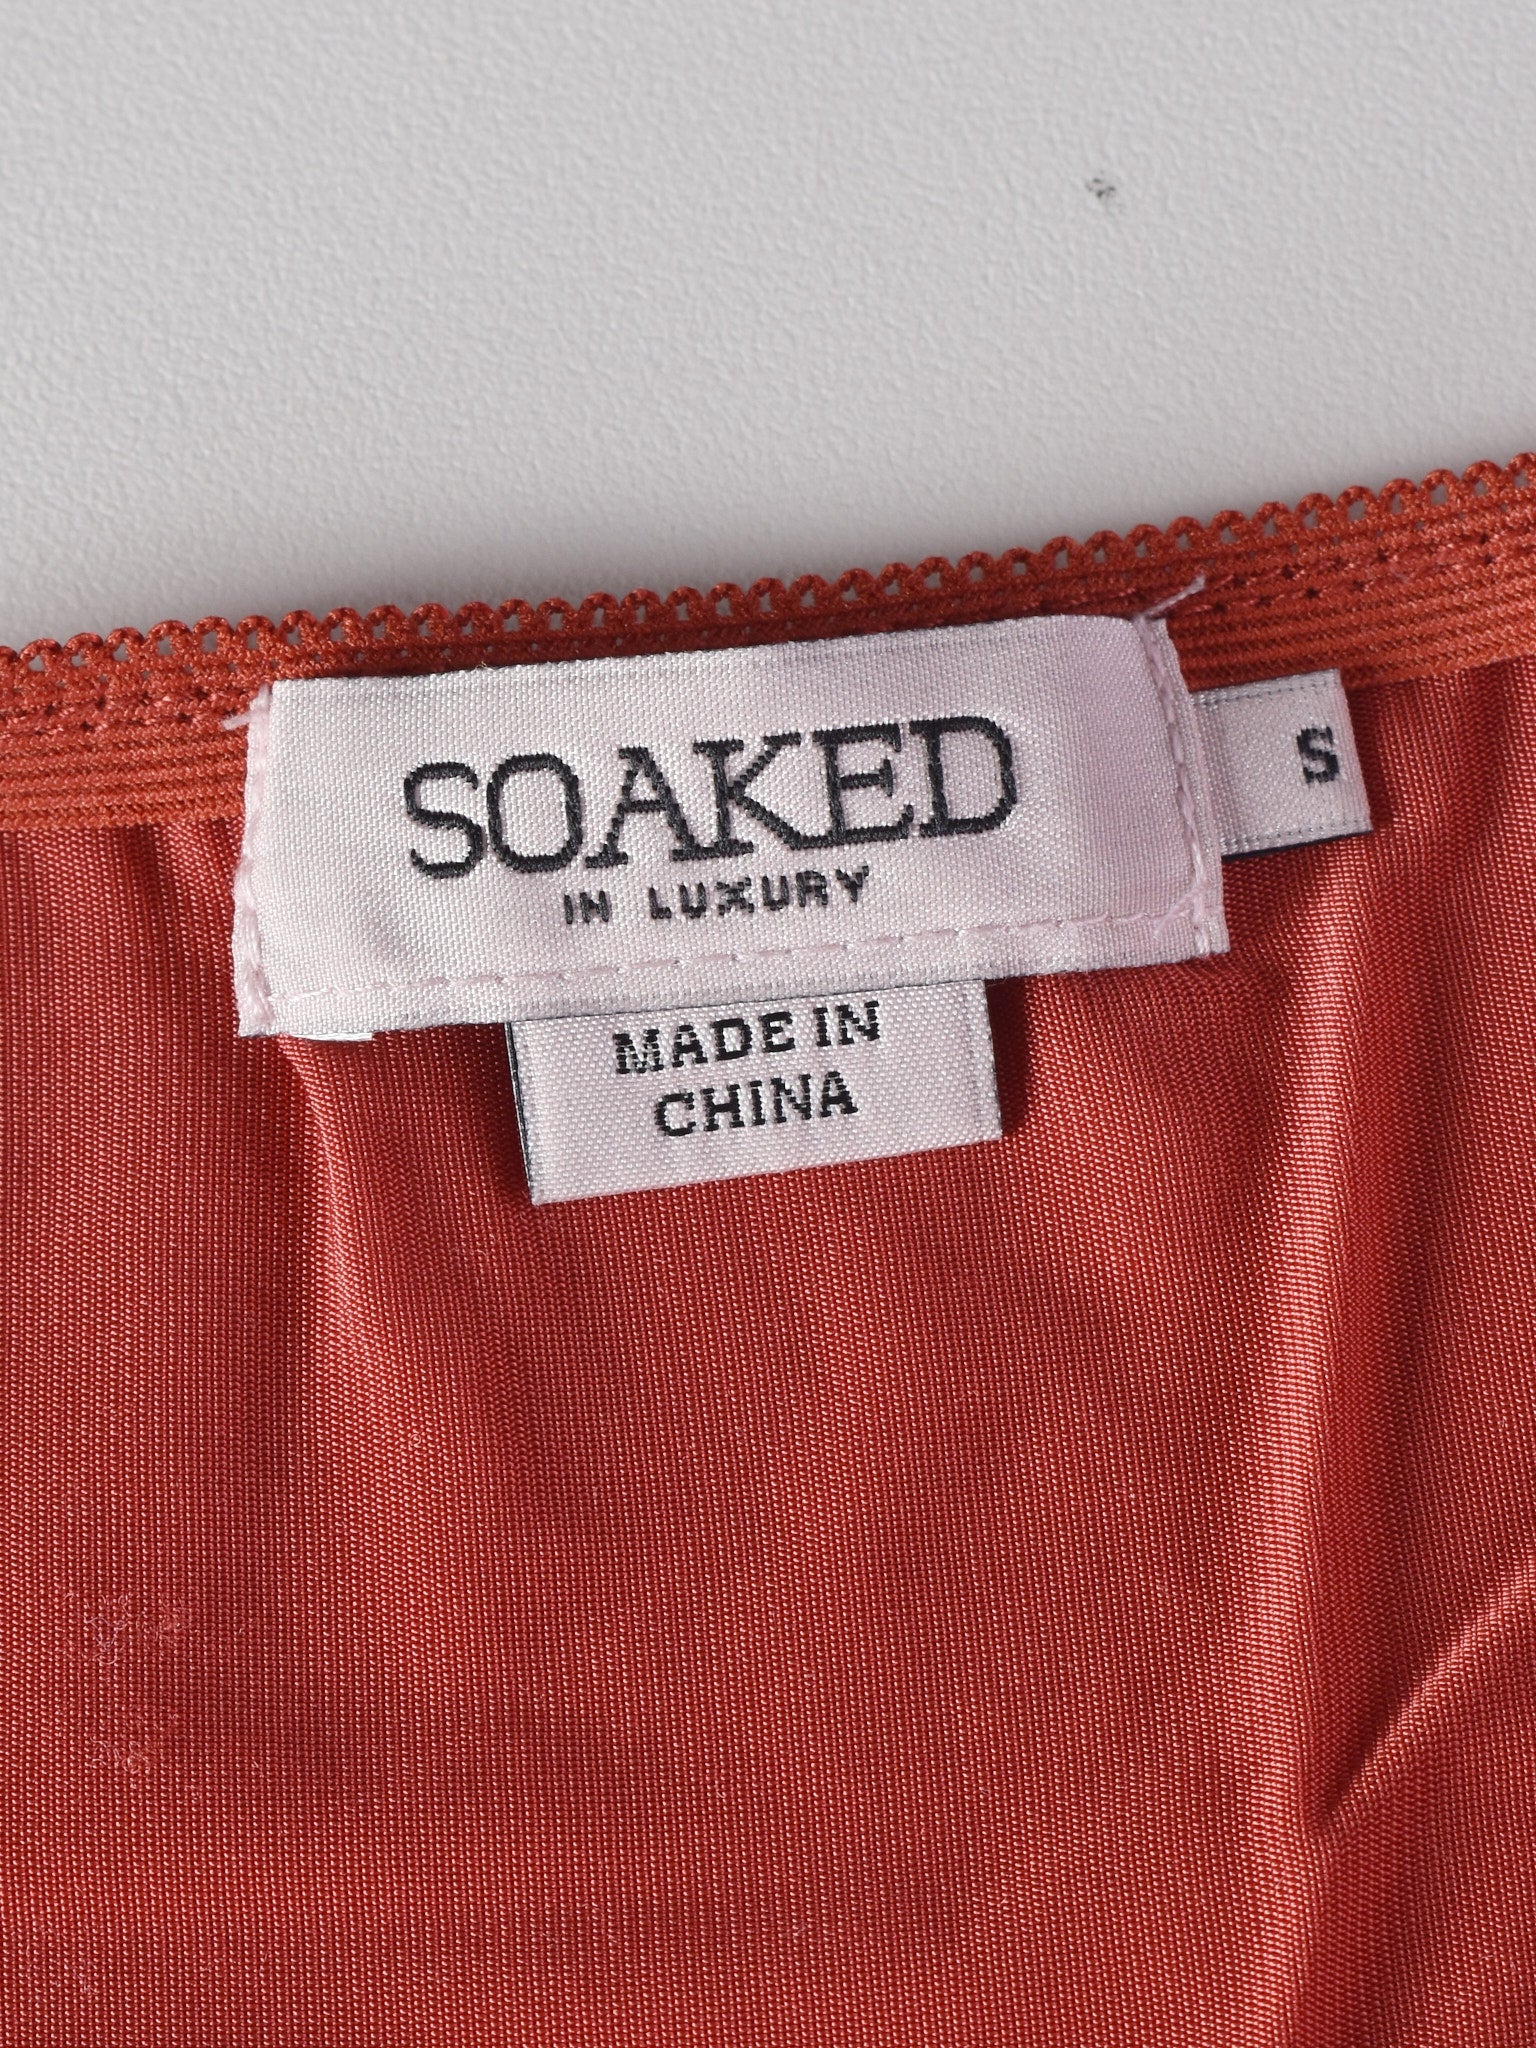 SOAKED
IN LUXURY
S
MADE IN
CHINA